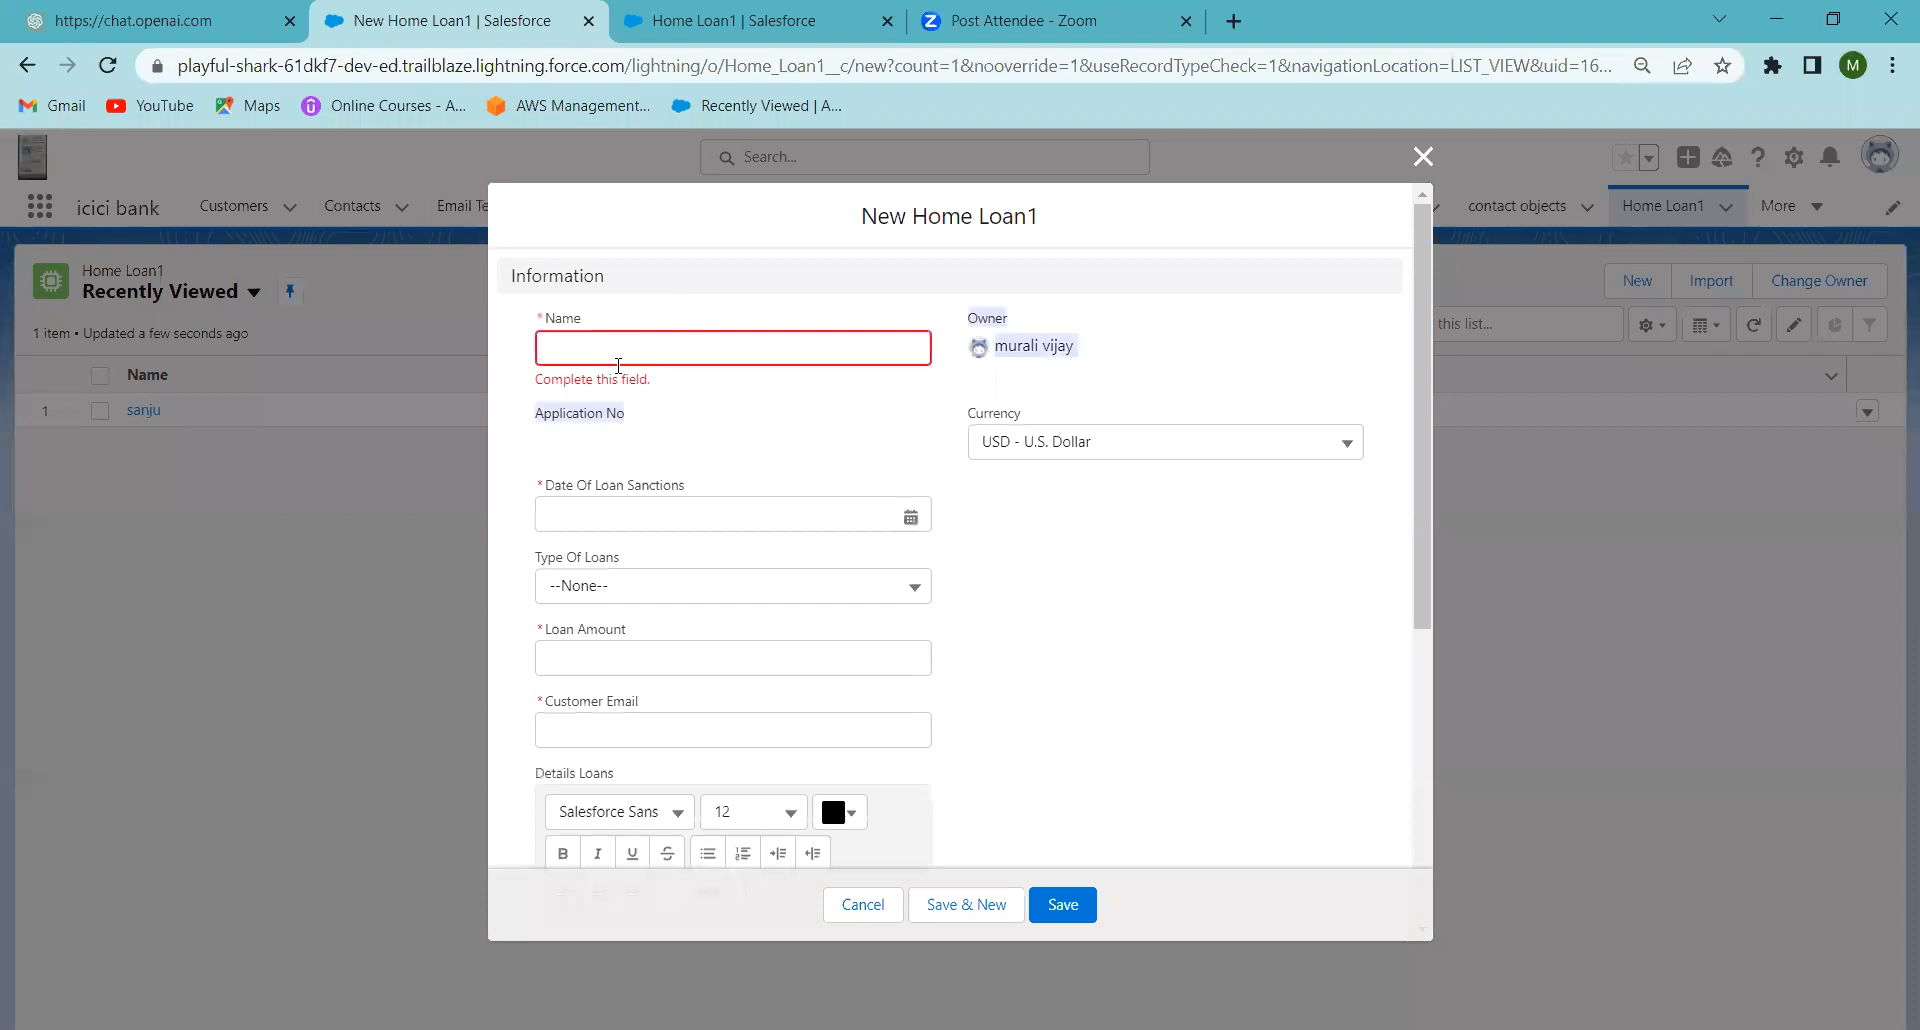 https://chat.openai.com
New Home Loan1 | Salesforce
Home Loan1 | Salesforce
Post Attendee - Zoom
playful-shark-61dkf7-dev-ed.trailblaze.lightning.force.com/lightning/o/Home_Loan1__c/new?count=1&nooverride=1&useRecordTypeCheck=1&navigationLocation=LIST_VIEW&uid=16...
M
Gmail
YouTube
Maps
Online Courses - A...
AWS Management...
Recently Viewed | A...
Search...
icici bank
Customers
Contacts
Email Te
contact objects
Home Loan1
More
Home Loan1
Recently Viewed
1 item • Updated a few seconds ago
New
Import
Change Owner
this list...
Name
1
sanju
New Home Loan1
Information
*Name
Complete this field.
Owner
murali vijay
Application No
Currency
USD - U.S. Dollar
*Date Of Loan Sanctions
Type Of Loans
--None--
*Loan Amount
*Customer Email
Details Loans
Salesforce Sans
12
B I U S
Cancel
Save & New
Save